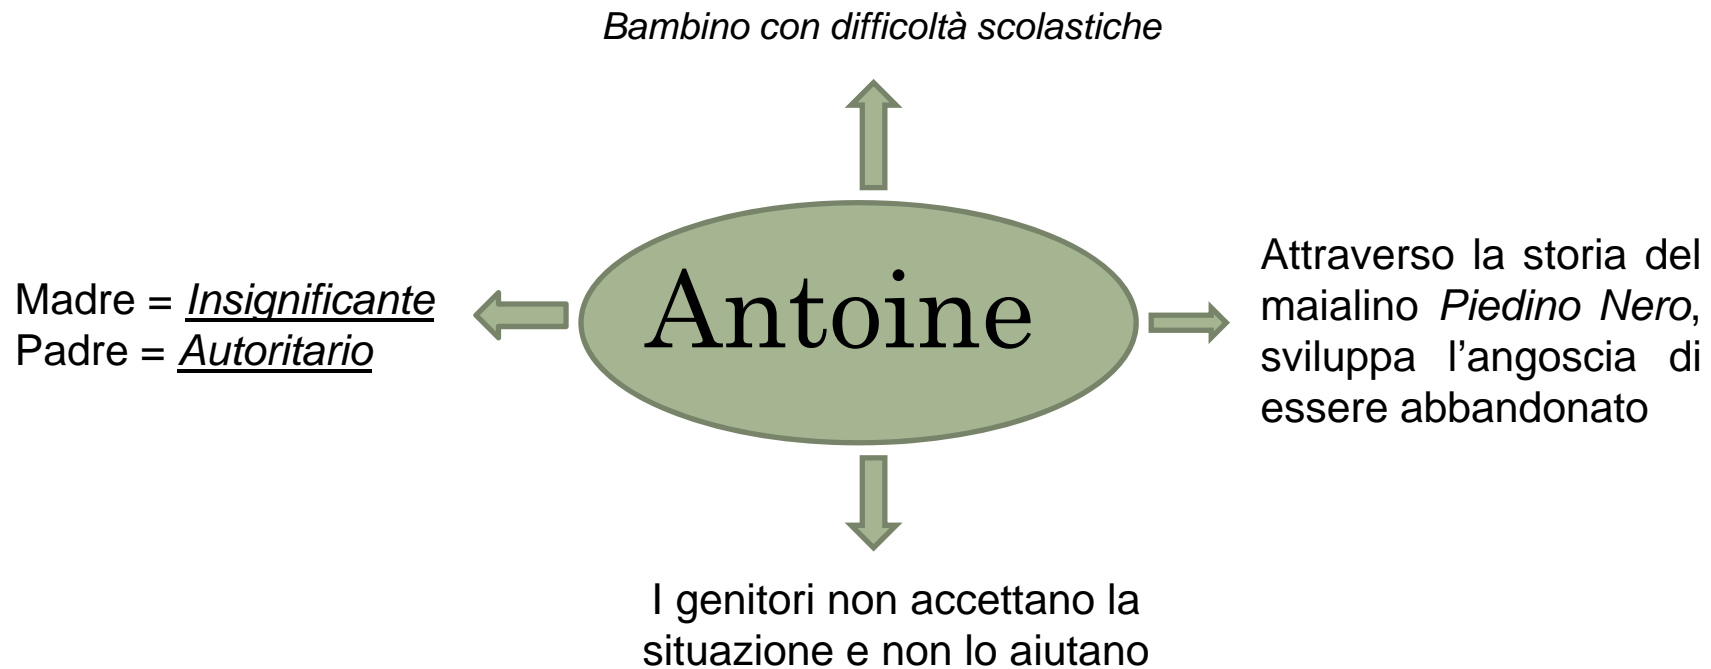 Bambino con difficoltà scolastiche
Madre = Insignificante
Padre = Autoritario
Antoine
Attraverso la storia del
maialino Piedino Nero,
sviluppa l'angoscia di
essere abbandonato
I genitori non accettano la
situazione e non lo aiutano